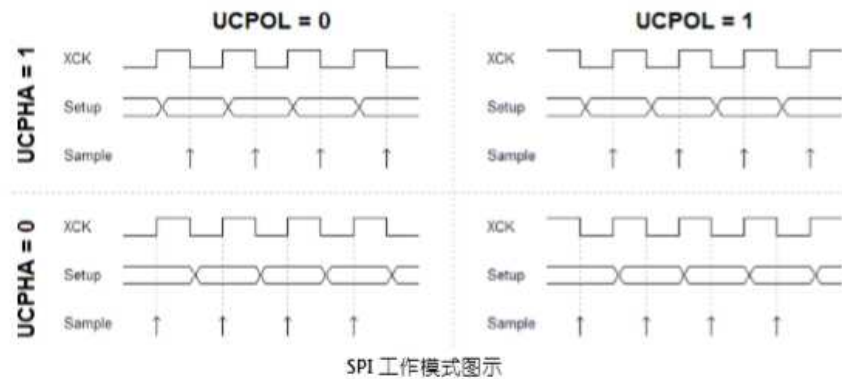 UCPOL = 0
UCPOL = 1
UCPHA = 1
XCK
XCK
Setup
Setup
Sample
Sample
UCPHA = 0
XCK
XCK
Setup
Setup
Sample
Sample
SPI 工作模式图示